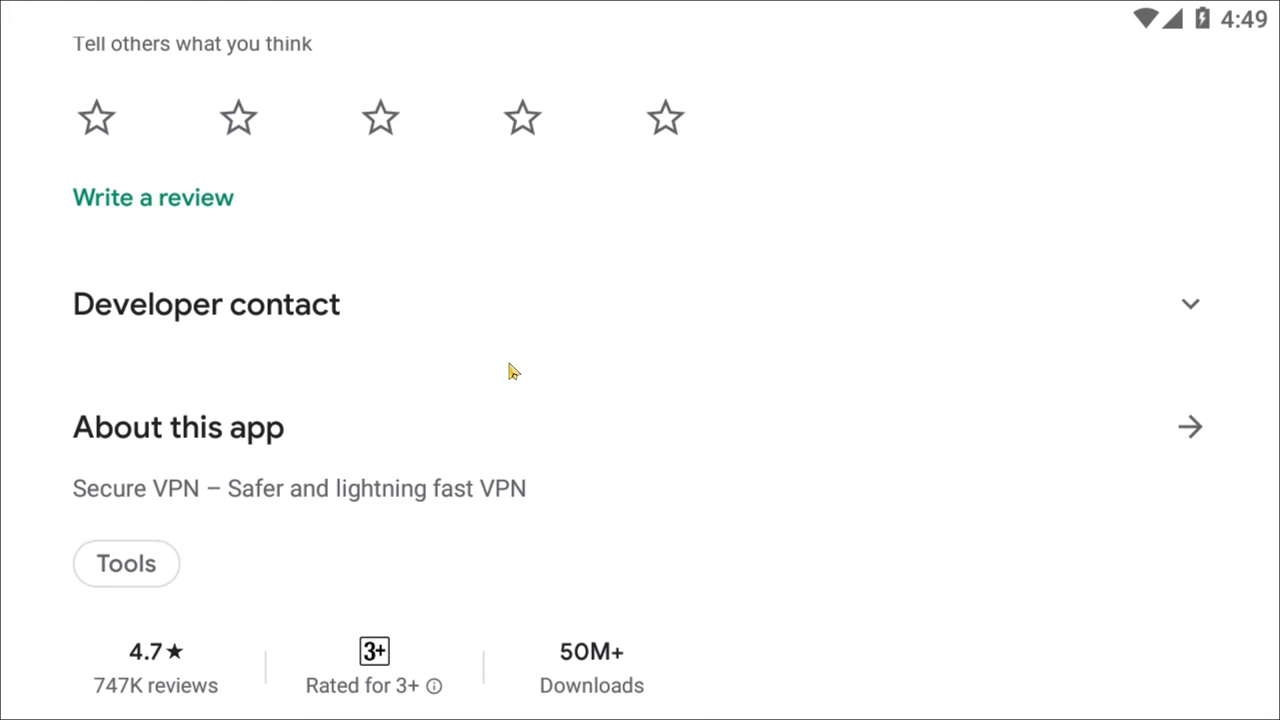 4:49
Tell others what you think
Write a review
Developer contact
About this app
Secure VPN – Safer and lightning fast VPN
Tools
4.7★ 3+ 50M+
747K reviews Rated for 3+ Downloads